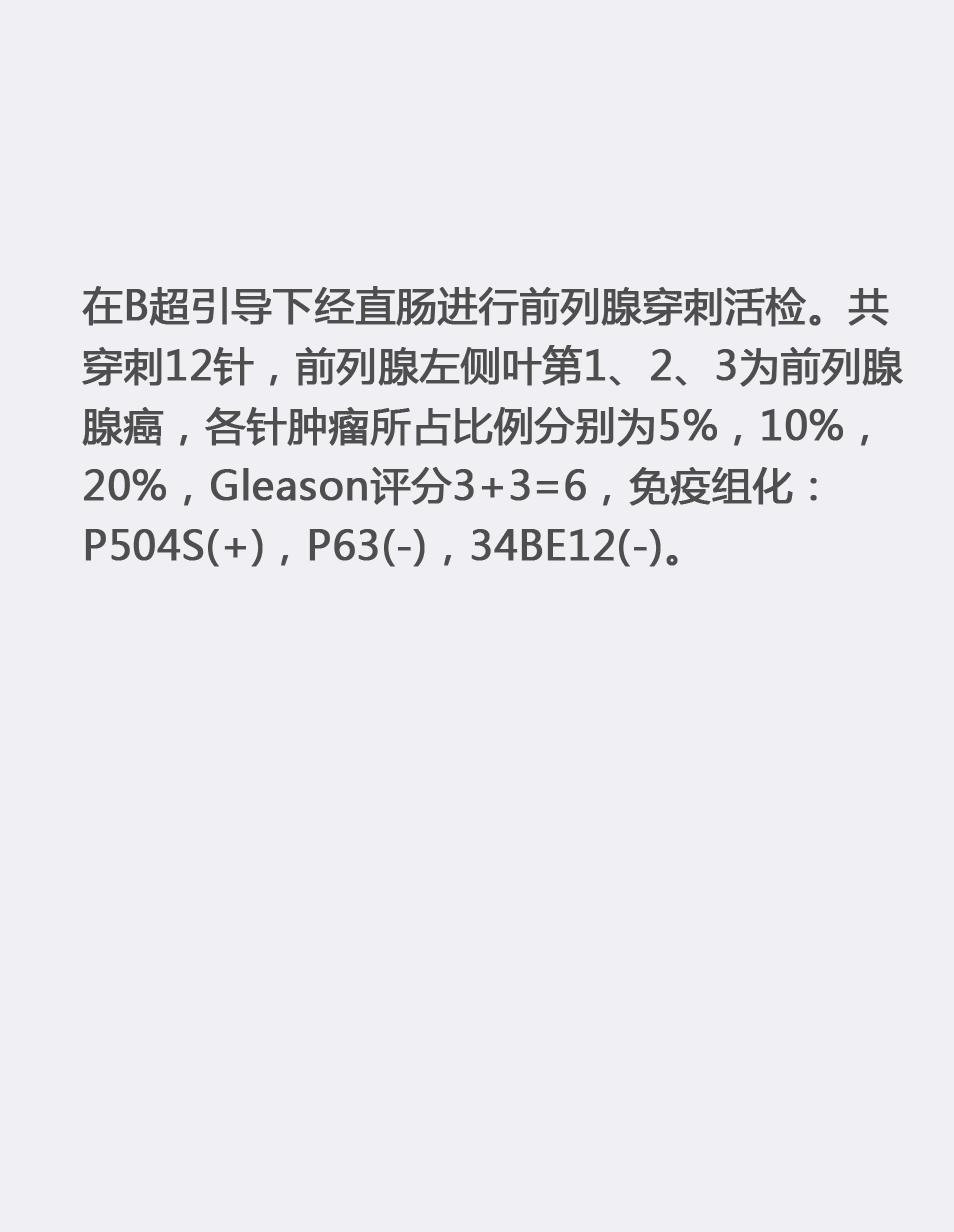 在B超引导下经直肠进行前列腺穿刺活检。共
穿刺12针，前列腺左侧叶第1、2、3为前列腺
腺癌，各针肿瘤所占比例分别为5%，10%，
20%，Gleason评分3+3=6，免疫组化：
P504S(+)，P63(-)，34BE12(-)。